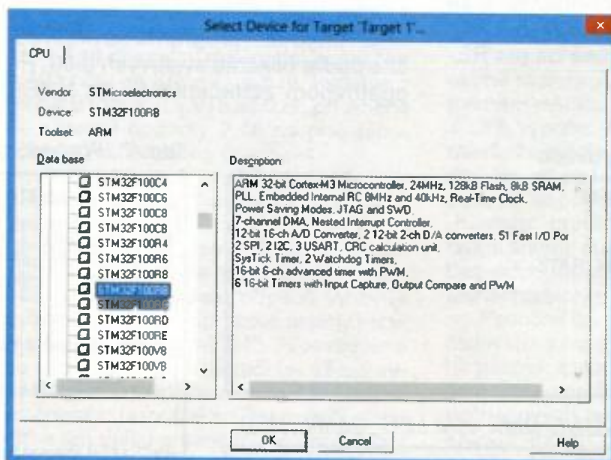 Select Device for Target 'Target 1'...
CPU
Vendor: STMicroelectronics
Device: STM32F100RB
Toolset: ARM
Data base
Description:
STM32F100C4
STM32F100C6
STM32F100C8
STM32F100CB
STM32F100R4
STM32F100R6
STM32F100R8
STM32F100RB
STM32F100RD
STM32F100RE
STM32F100V8
STM32F100VB
ARM 32-bit Cortex-M3 Microcontroller, 24MHz, 128kB Flash, 8kB SRAM,
PLL, Embedded Internal RC 8MHz and 40kHz, Real-Time Clock,
Power Saving Modes, JTAG and SWD,
7-channel DMA, Nested Interrupt Controller,
12-bit 16-ch A/D Converter, 2 12-bit 2-ch D/A converters, 51 Fast I/O Por
2 SPI, 2 I2C, 3 USART, CRC calculation unit,
SysTick Timer, 2 Watchdog Timers,
16-bit 6-ch advanced timer with PWM,
6 16-bit Timers with Input Capture, Output Compare and PWM
OK
Cancel
Help